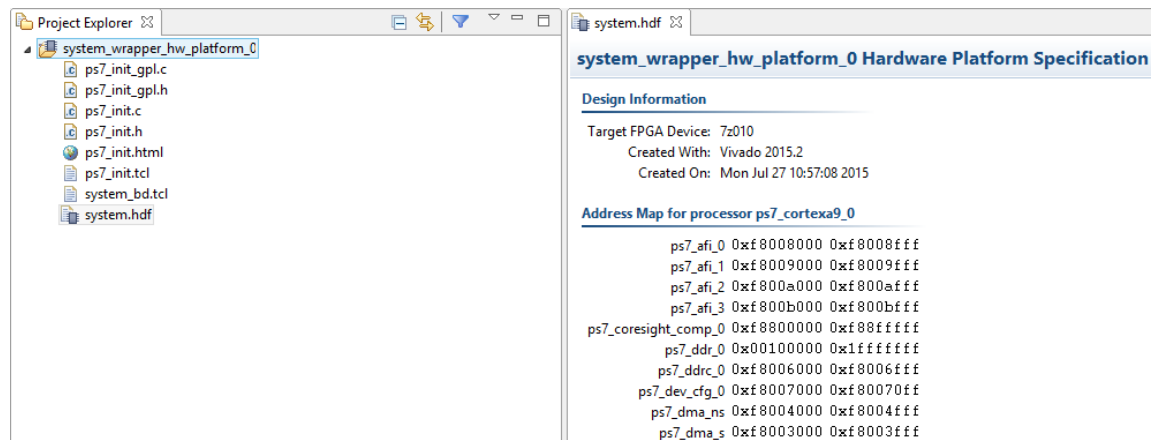 Project Explorer
system_wrapper_hw_platform_0
ps7_init_gpl.c
ps7_init_gpl.h
ps7_init.c
ps7_init.h
ps7_init.html
ps7_init.tcl
system_bd.tcl
system.hdf
system.hdf
system_wrapper_hw_platform_0 Hardware Platform Specification
Design Information
Target FPGA Device: 7z010
Created With: Vivado 2015.2
Created On: Mon Jul 27 10:57:08 2015
Address Map for processor ps7_cortexa9_0
ps7_afi_0 0xf8008000 0xf8008fff
ps7_afi_1 0xf8009000 0xf8009fff
ps7_afi_2 0xf800a000 0xf800afff
ps7_afi_3 0xf800b000 0xf800bfff
ps7_coresight_comp_0 0xf8800000 0xf88fffff
ps7_ddr_0 0x00100000 0x1fffffff
ps7_ddrc_0 0xf8006000 0xf8006fff
ps7_dev_cfg_0 0xf8007000 0xf80070ff
ps7_dma_ns 0xf8004000 0xf8004fff
ps7_dma_s 0xf8003000 0xf8003fff